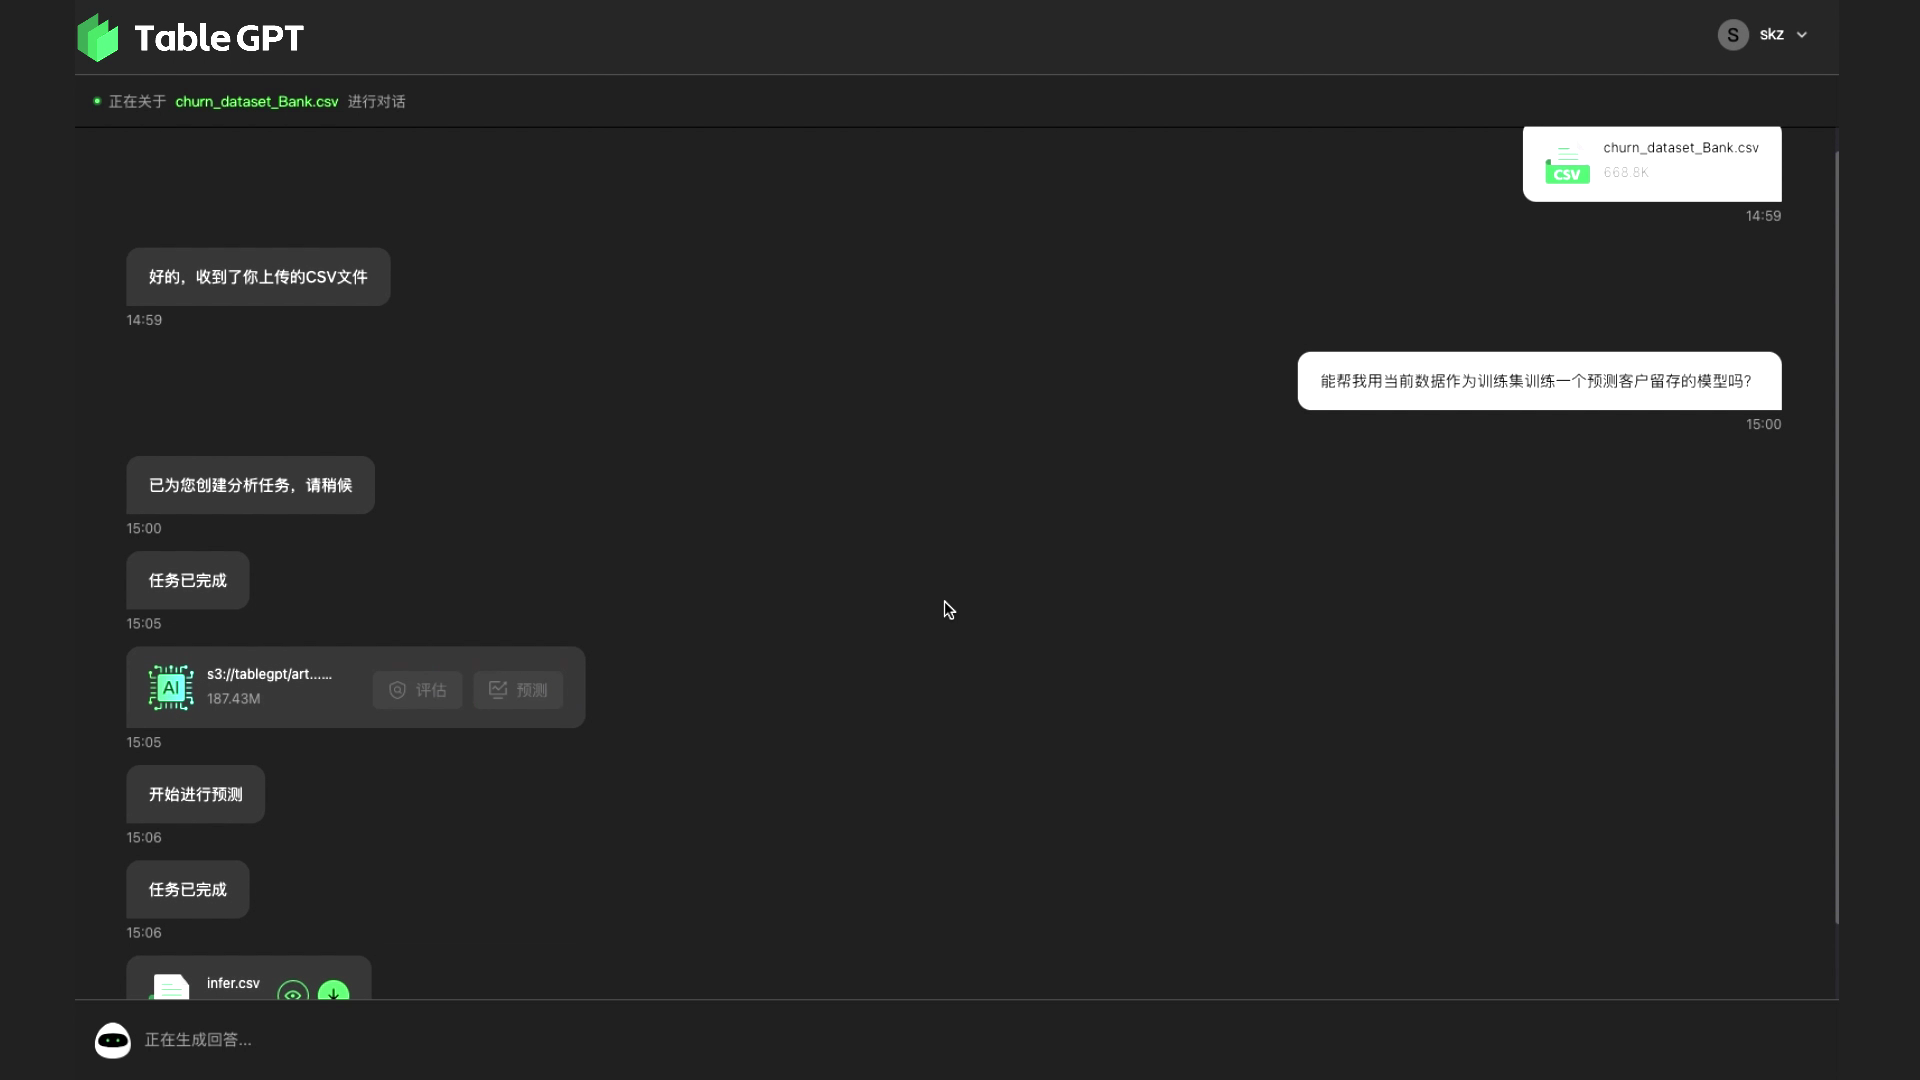 Table GPT
S skz
正在关于 churn_dataset_Bank.csv 进行对话
churn_dataset_Bank.csv
CSV
668.8K
14:59
好的，收到了你上传的CSV文件
14:59
能帮我用当前数据作为训练集训练一个预测客户留存的模型吗？
15:00
已为您创建分析任务，请稍候
15:00
任务已完成
15:05
AI
s3://tablegpt/art......
187.43M
评估
预测
15:05
开始进行预测
15:06
任务已完成
15:06
infer.csv
正在生成回答...